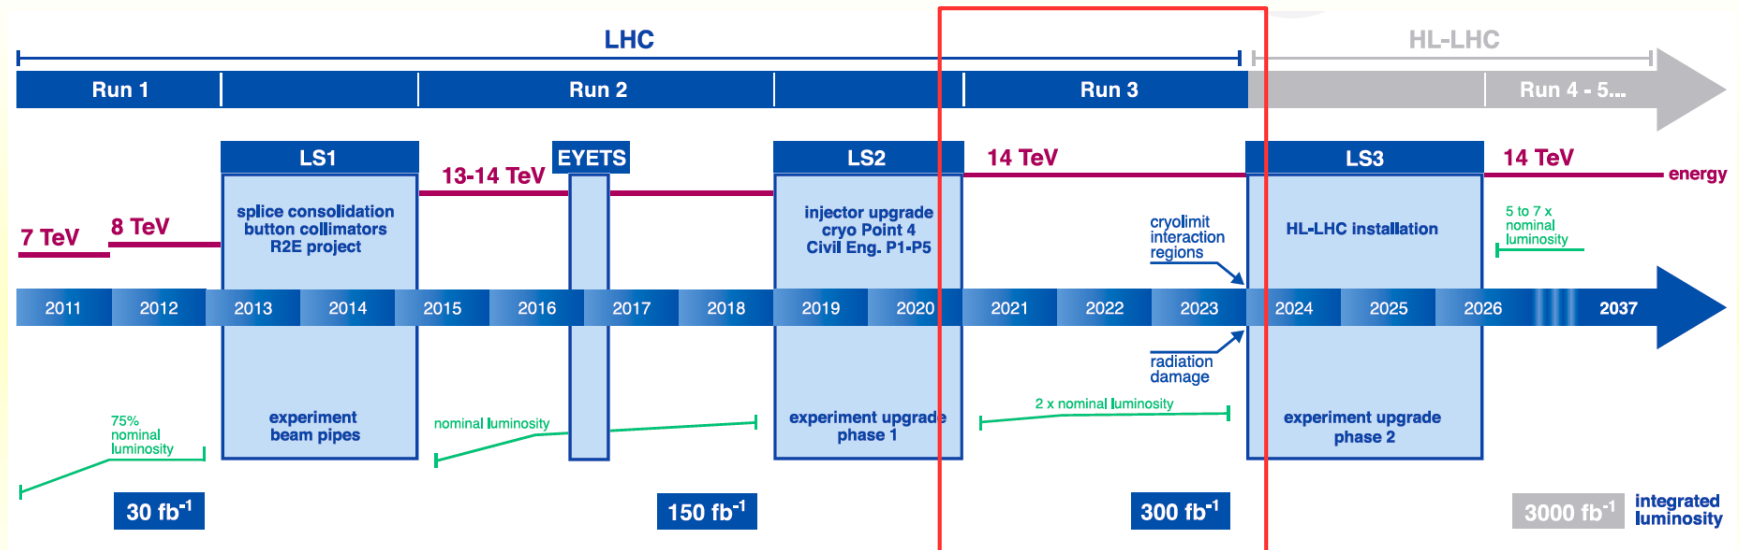 LHC
HL-LHC
Run 1
Run 2
Run 3
Run 4 - 5...
LS1
EYETS
LS2
LS3
14 TeV
14 TeV
energy
13-14 TeV
8 TeV
7 TeV
splice consolidation
button collimators
R2E project
injector upgrade
cryo Point 4
Civil Eng. P1-P5
cryolimit
interaction
regions
HL-LHC installation
5 to 7 x
nominal
luminosity
2011
2012
2013
2014
2015
2016
2017
2018
2019
2020
2021
2022
2023
2024
2025
2026
2037
radiation
damage
75%
nominal
luminosity
experiment
beam pipes
nominal luminosity
experiment upgrade
phase 1
2 x nominal luminosity
experiment upgrade
phase 2
30 fb⁻¹
150 fb⁻¹
300 fb⁻¹
3000 fb⁻¹
integrated
luminosity